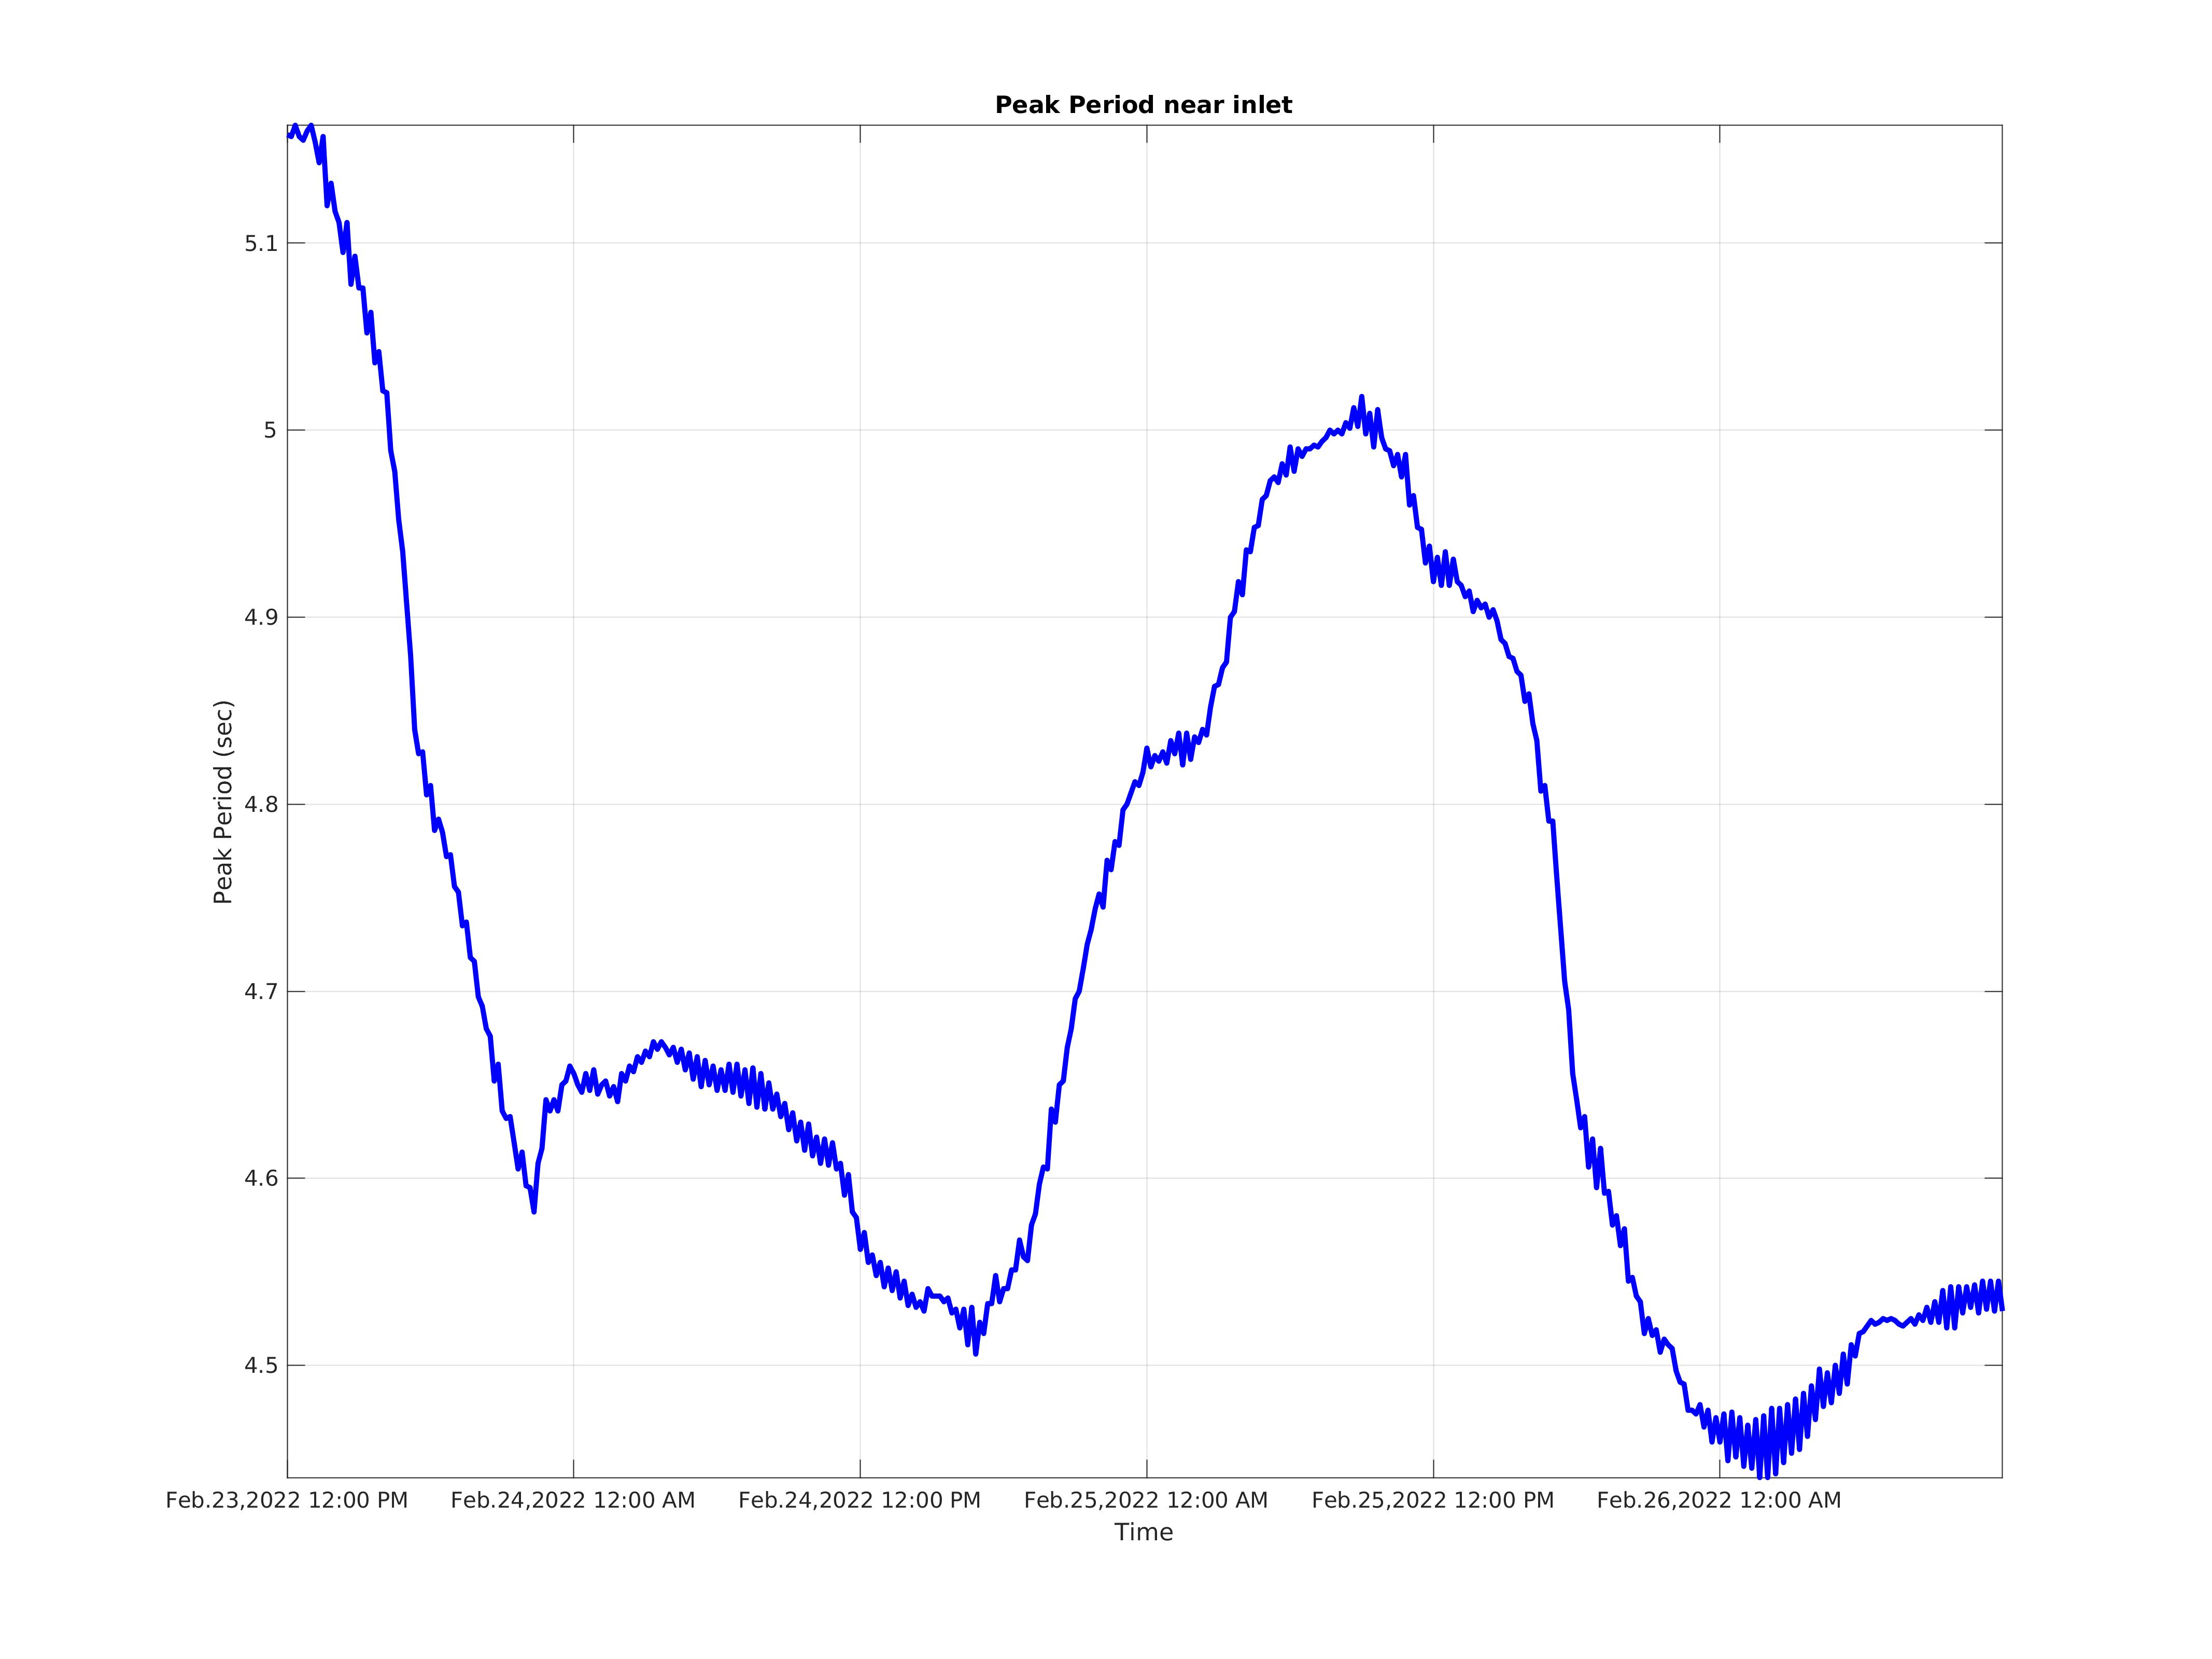 Peak Period near inlet
Peak Period (sec)
5.1
5
4.9
4.8
4.7
4.6
4.5
Feb.23,2022 12:00 PM
Feb.24,2022 12:00 AM
Feb.24,2022 12:00 PM
Feb.25,2022 12:00 AM
Feb.25,2022 12:00 PM
Feb.26,2022 12:00 AM
Time